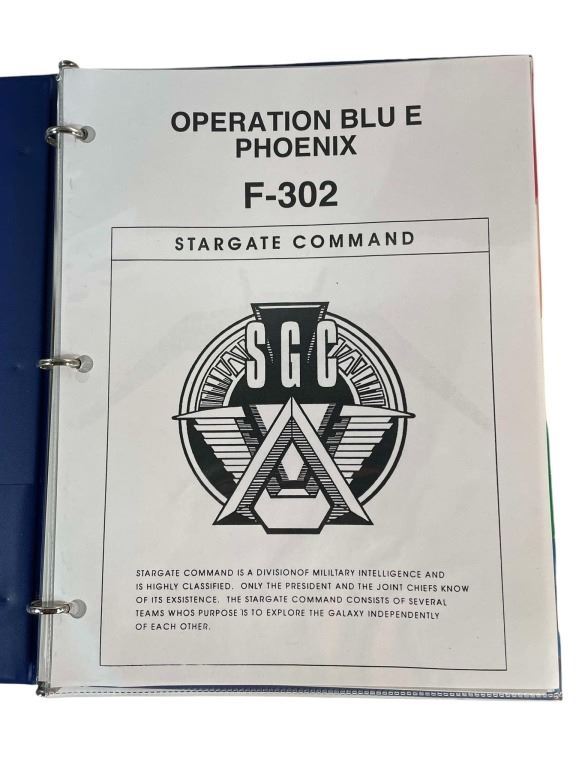 OPERATION BLU E
PHOENIX
F-302
STARGATE COMMAND
SGC
STARGATE COMMAND IS A DIVISIONOF MILILITARY INTELLIGENCE AND
IS HIGHLY CLASSIFIED. ONLY THE PRESIDENT AND THE JOINT CHIEFS KNOW
OF ITS EXSISTENCE. THE STARGATE COMMAND CONSISTS OF SEVERAL
TEAMS WHOS PURPOSE IS TO EXPLORE THE GALAXY INDEPENDENTLY
OF EACH OTHER.